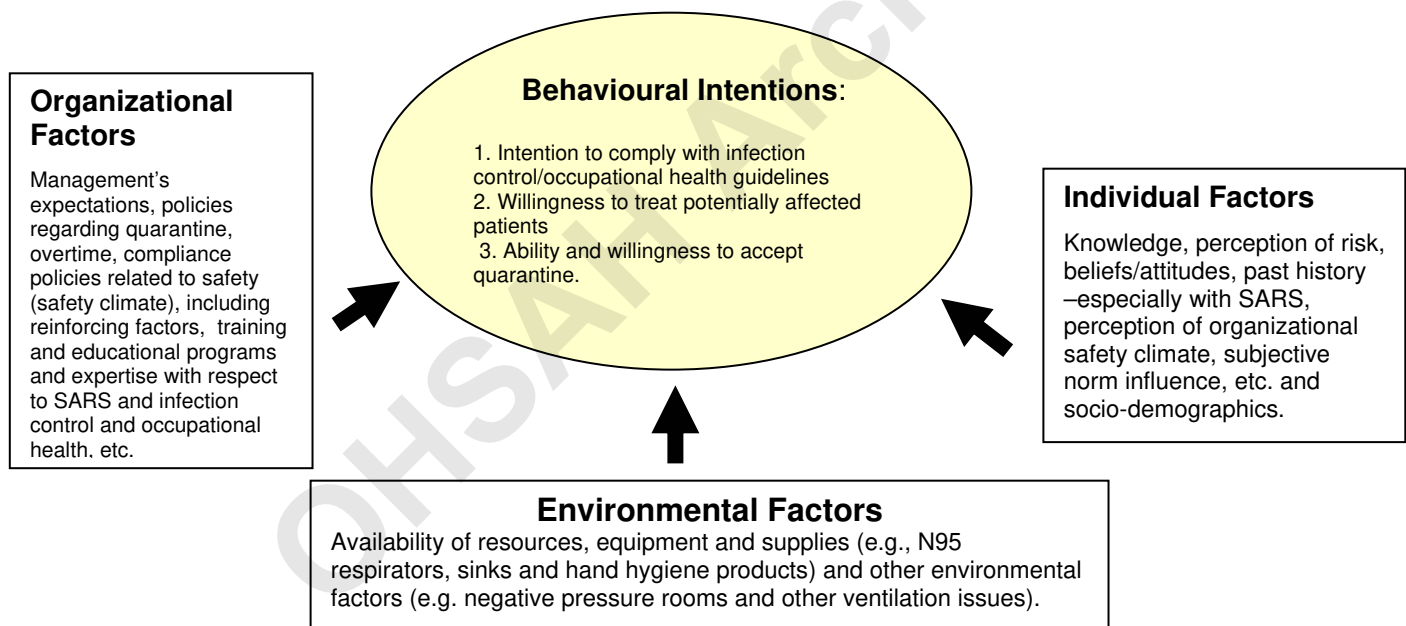 Behavioural Intentions:
1. Intention to comply with infection
control/occupational health guidelines
2. Willingness to treat potentially affected
patients
3. Ability and willingness to accept
quarantine.
Organizational
Factors
Management's
expectations, policies
regarding quarantine,
overtime, compliance
policies related to safety
(safety climate), including
reinforcing factors, training
and educational programs
and expertise with respect
to SARS and infection
control and occupational
health, etc.
Individual Factors
Knowledge, perception of risk,
beliefs/attitudes, past history
–especially with SARS,
perception of organizational
safety climate, subjective
norm influence, etc. and
socio-demographics.
Environmental Factors
Availability of resources, equipment and supplies (e.g., N95
respirators, sinks and hand hygiene products) and other environmental
factors (e.g. negative pressure rooms and other ventilation issues).
OHSAH Arc